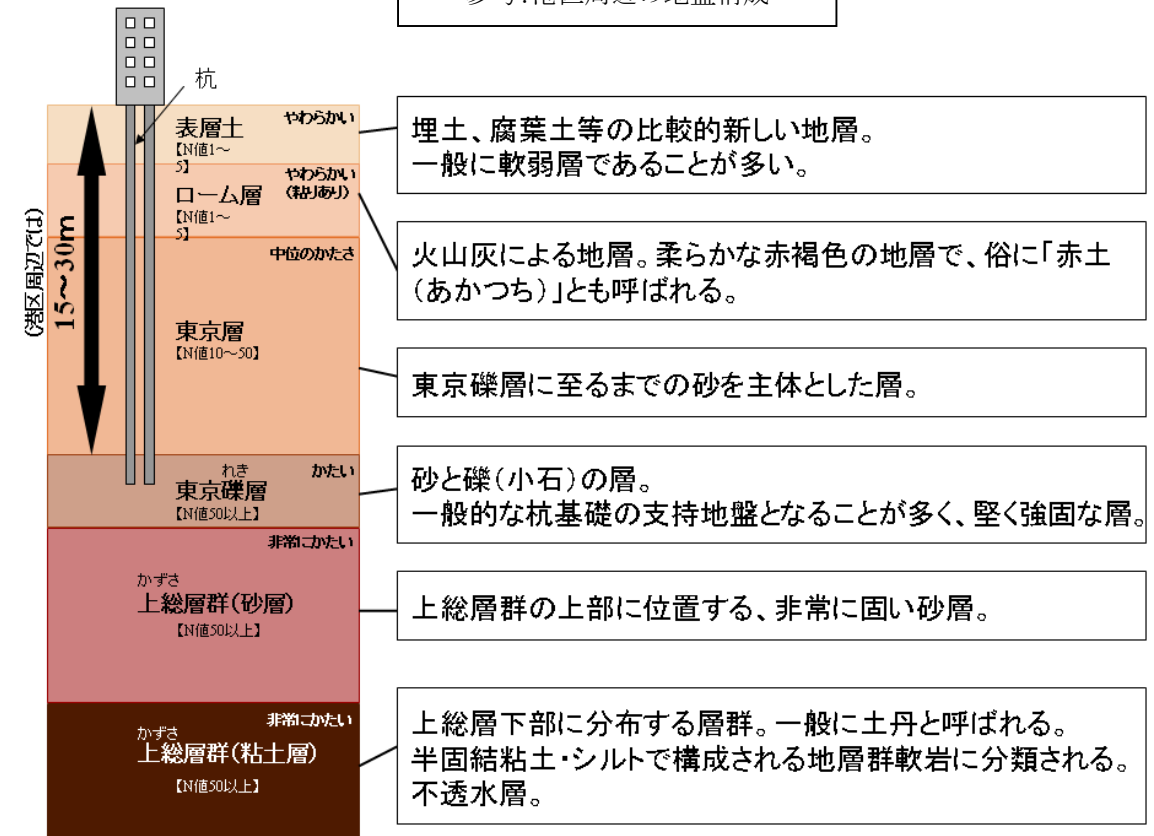 参考:港区周辺の地盤構成
杭
(港区周辺では)
15～30m
表層土
やわらかい
【N値1～
5】
埋土、腐葉土等の比較的新しい地層。
一般に軟弱層であることが多い。
ローム層
やわらかい
(粘りあり)
【N値1～
5】
火山灰による地層。柔らかな赤褐色の地層で、俗に「赤土
(あかつち)」とも呼ばれる。
中位のかたさ
東京層
【N値10～50】
東京礫層に至るまでの砂を主体とした層。
れき
かたい
東京礫層
【N値50以上】
砂と礫(小石)の層。
一般的な杭基礎の支持地盤となることが多く、堅く強固な層。
非常にかたい
かずさ
上総層群(砂層)
【N値50以上】
上総層群の上部に位置する、非常に固い砂層。
非常にかたい
かずさ
上総層群(粘土層)
【N値50以上】
上総層下部に分布する層群。一般に土丹と呼ばれる。
半固結粘土・シルトで構成される地層群軟岩に分類される。
不透水層。